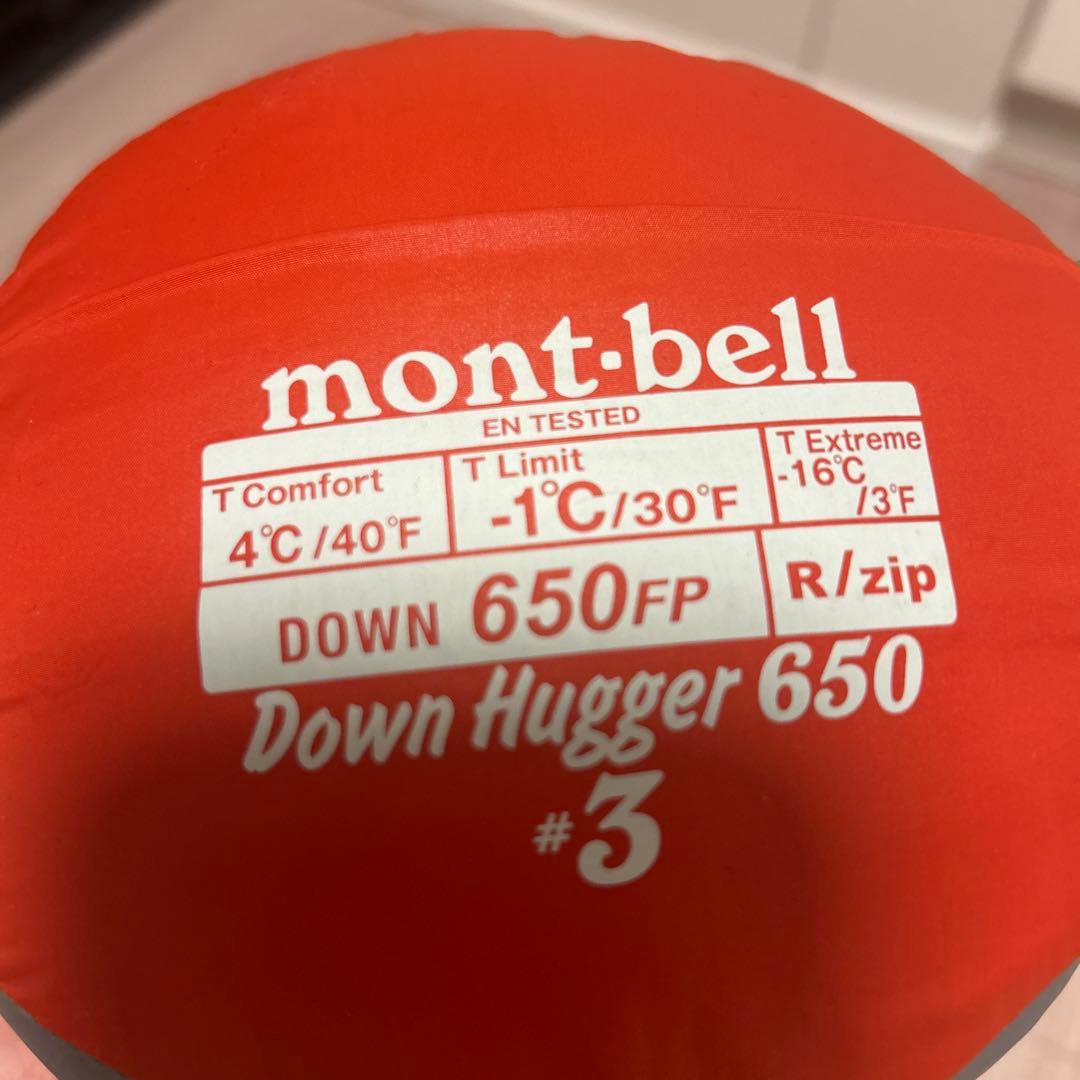 mont-bell
EN TESTED
T Comfort
4℃/40°F
T Limit
-1℃/30°F
T Extreme
-16℃
/3°F
DOWN 650FP
R/zip
Down Hugger 650
#3